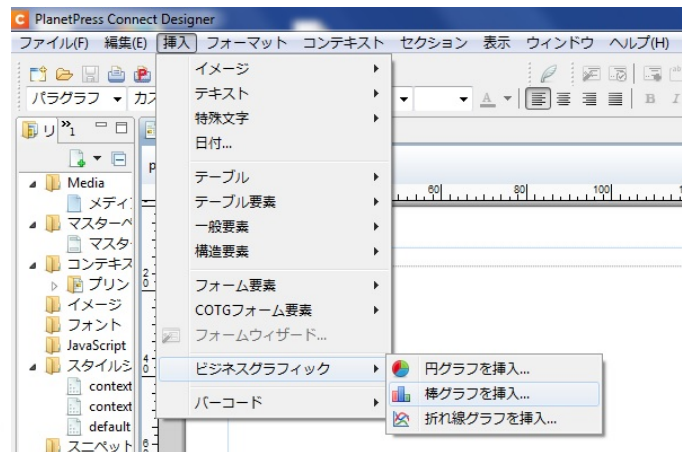 PlanetPress Connect Designer
ファイル(F) 編集(E) 挿入 フォーマット コンテキスト セクション 表示 ウィンドウ ヘルプ(H)
パラグラフ
B I
イメージ
テキスト
特殊文字
日付...
テーブル
テーブル要素
一般要素
構造要素
フォーム要素
COTGフォーム要素
フォームウィザード...
ビジネスグラフィック
バーコード
円グラフを挿入...
棒グラフを挿入...
折れ線グラフを挿入...
リ
Media
メディ
マスターペ
マスタ
コンテキス
プリン
イメージ
フォント
JavaScript
スタイルシ
context
context
default
スニペット
60 80 100